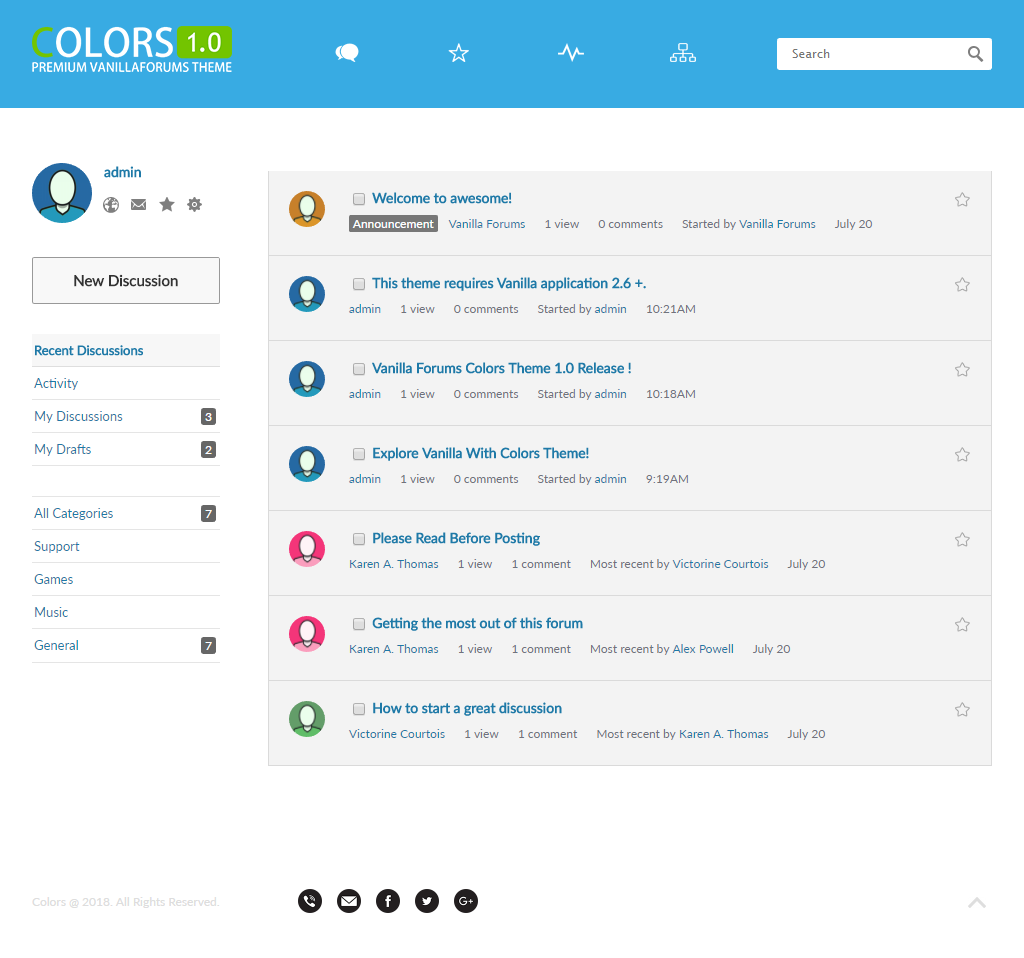 COLORS 1.0
PREMIUM VANILLAFORUMS THEME
Search
admin
New Discussion
Recent Discussions
Activity
My Discussions 3
My Drafts 2
All Categories 7
Support
Games
Music
General 7
Welcome to awesome!
Announcement Vanilla Forums 1 view 0 comments Started by Vanilla Forums July 20
This theme requires Vanilla application 2.6 +.
admin 1 view 0 comments Started by admin 10:21AM
Vanilla Forums Colors Theme 1.0 Release !
admin 1 view 0 comments Started by admin 10:18AM
Explore Vanilla With Colors Theme!
admin 1 view 0 comments Started by admin 9:19AM
Please Read Before Posting
Karen A. Thomas 1 view 1 comment Most recent by Victorine Courtois July 20
Getting the most out of this forum
Karen A. Thomas 1 view 1 comment Most recent by Alex Powell July 20
How to start a great discussion
Victorine Courtois 1 view 1 comment Most recent by Karen A. Thomas July 20
Colors @ 2018. All Rights Reserved.
G+